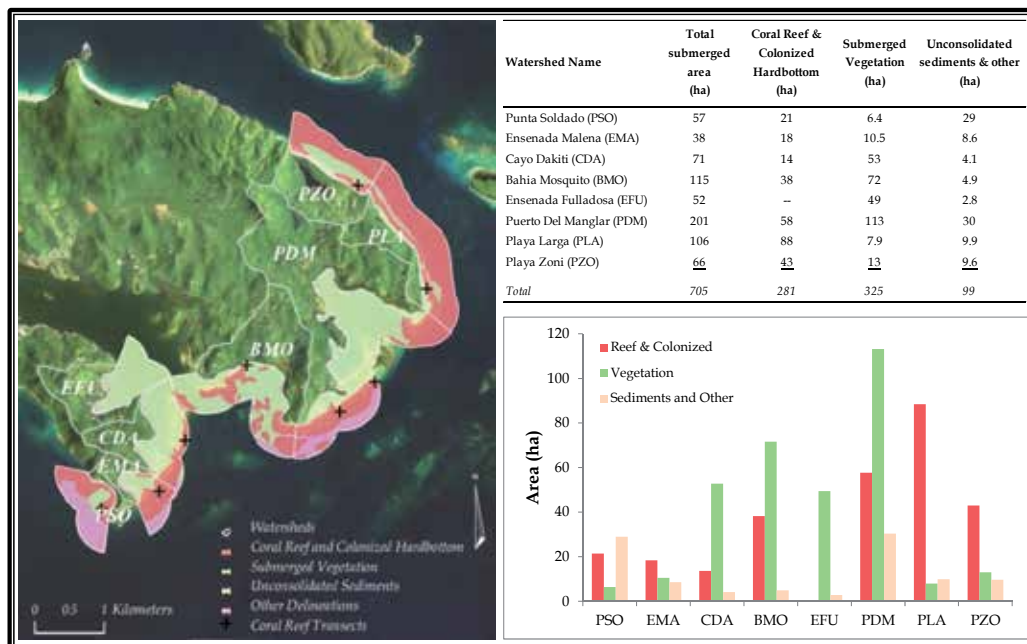 PZO
PLA
PDM
BMO
EFU
CDA
EMA
PSO
Watersheds
Coral Reef and Colonized Hardbottom
Submerged Vegetation
Unconsolidated Sediments
Other Delineations
Coral Reef Transects
0 0.5 1 Kilometers
Watershed Name Total submerged area (ha) Coral Reef & Colonized Hardbottom (ha) Submerged Vegetation (ha) Unconsolidated sediments & other (ha)
Punta Soldado (PSO) 57 21 6.4 29
Ensenada Malena (EMA) 38 18 10.5 8.6
Cayo Dakiti (CDA) 71 14 53 4.1
Bahia Mosquito (BMO) 115 38 72 4.9
Ensenada Fulladosa (EFU) 52 -- 49 2.8
Puerto Del Manglar (PDM) 201 58 113 30
Playa Larga (PLA) 106 88 7.9 9.9
Playa Zoni (PZO) 66 43 13 9.6
Total 705 281 325 99
Reef & Colonized
Vegetation
Sediments and Other
Area (ha)
120
100
80
60
40
20
0
PSO EMA CDA BMO EFU PDM PLA PZO